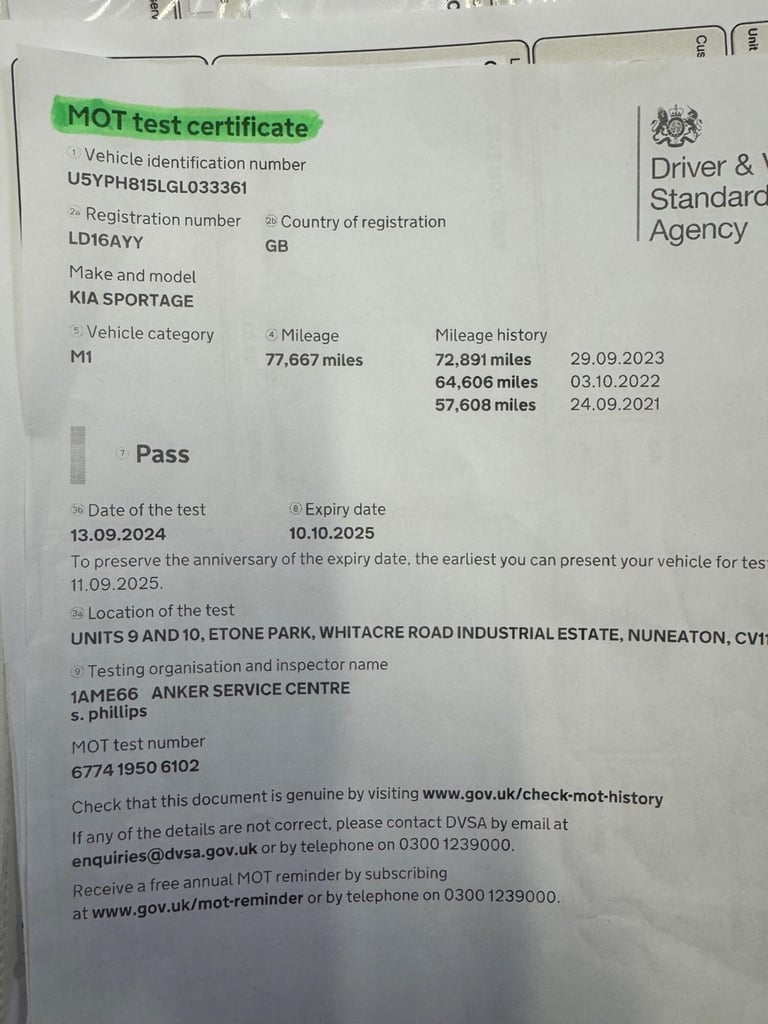 Cus
Unit
MOT test certificate
1 Vehicle identification number
U5YPH815LGL033361
2a Registration number
2b Country of registration
LD16AYY
GB
Make and model
KIA SPORTAGE
5 Vehicle category
4 Mileage
Mileage history
M1
77,667 miles
72,891 miles 29.09.2023
64,606 miles 03.10.2022
57,608 miles 24.09.2021
7 Pass
3b Date of the test
8 Expiry date
13.09.2024
10.10.2025
To preserve the anniversary of the expiry date, the earliest you can present your vehicle for tes
11.09.2025.
3a Location of the test
UNITS 9 AND 10, ETONE PARK, WHITACRE ROAD INDUSTRIAL ESTATE, NUNEATON, CV11
9 Testing organisation and inspector name
1AME66 ANKER SERVICE CENTRE
s. phillips
MOT test number
6774 1950 6102
Check that this document is genuine by visiting www.gov.uk/check-mot-history
If any of the details are not correct, please contact DVSA by email at
enquiries@dvsa.gov.uk or by telephone on 0300 1239000.
Receive a free annual MOT reminder by subscribing
at www.gov.uk/mot-reminder or by telephone on 0300 1239000.
Driver &
Standard
Agency